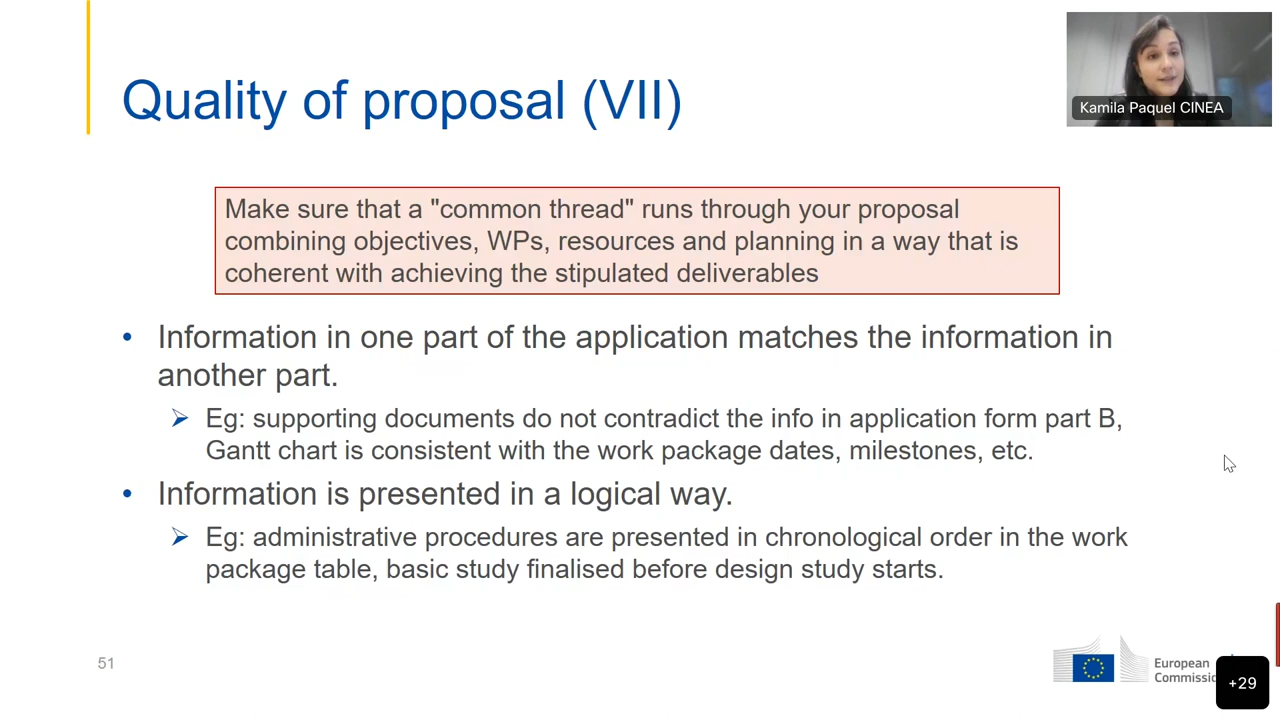 Quality of proposal (VII)
Kamila Paquel CINEA
Make sure that a "common thread" runs through your proposal
combining objectives, WPs, resources and planning in a way that is
coherent with achieving the stipulated deliverables
• Information in one part of the application matches the information in
another part.
➢ Eg: supporting documents do not contradict the info in application form part B,
Gantt chart is consistent with the work package dates, milestones, etc.
• Information is presented in a logical way.
➢ Eg: administrative procedures are presented in chronological order in the work
package table, basic study finalised before design study starts.
51
European
+29